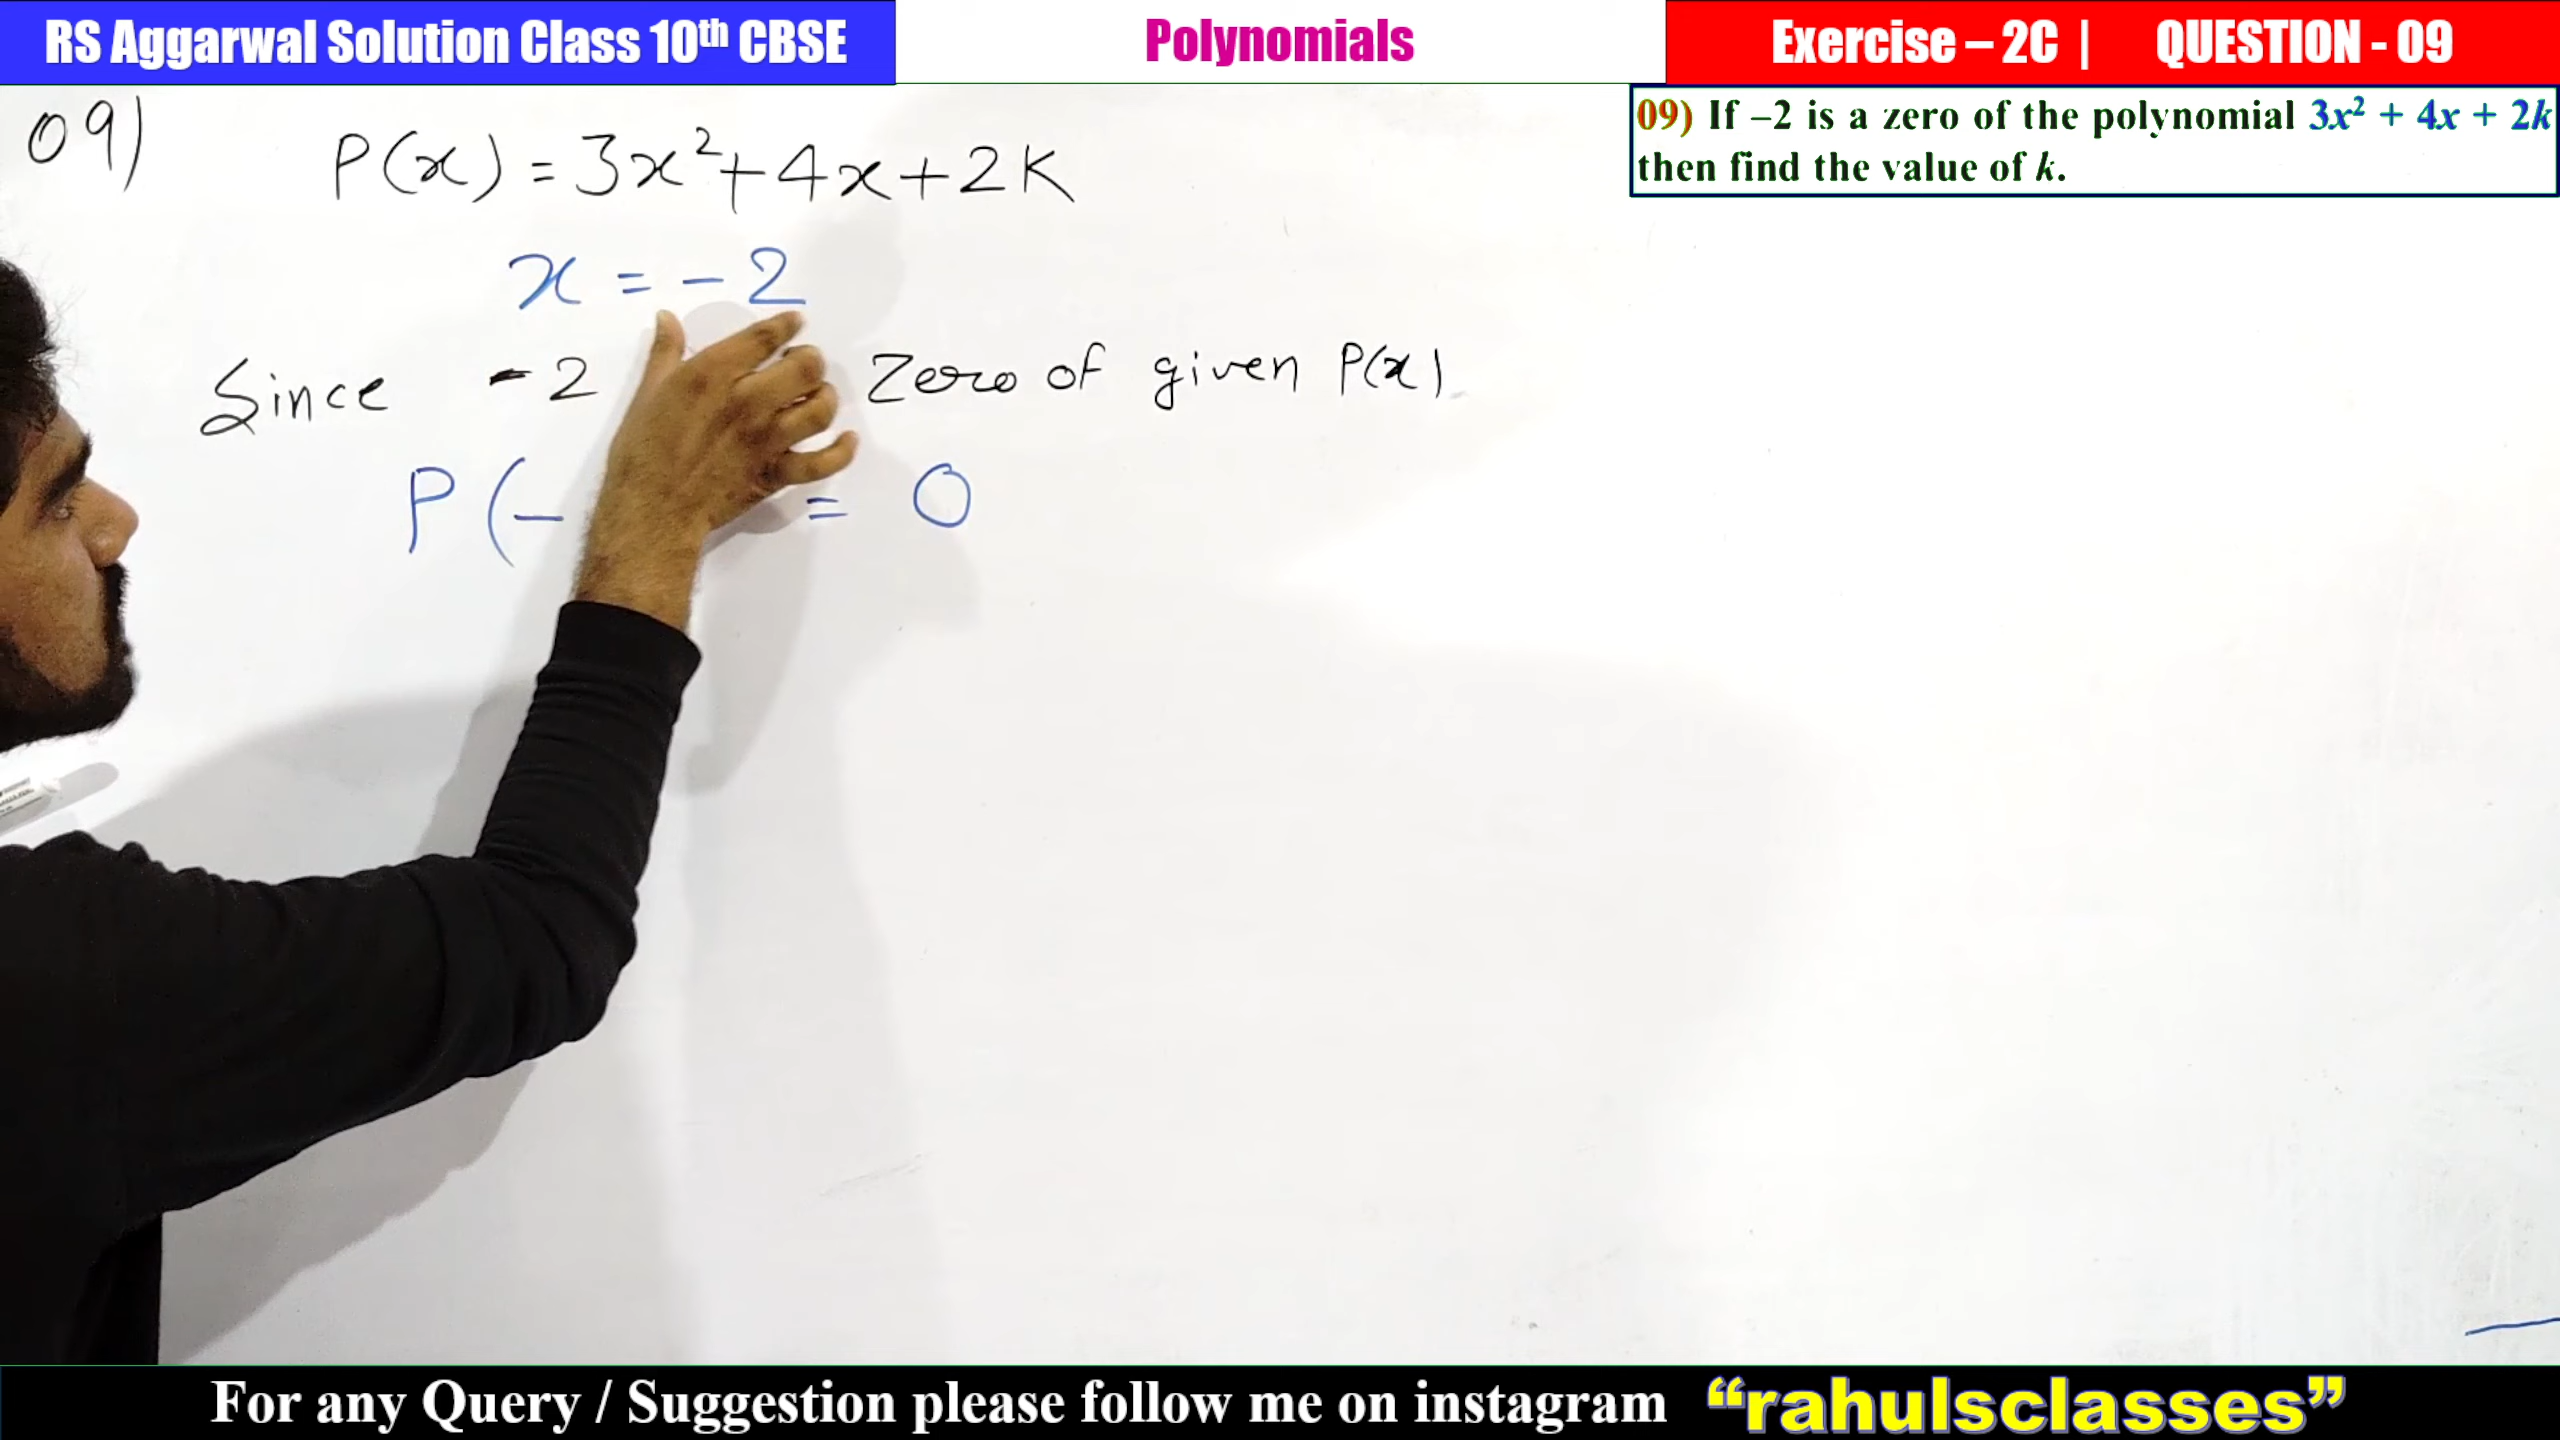 RS Aggarwal Solution Class 10th CBSE
Polynomials
Exercise – 2C | QUESTION - 09
09) If –2 is a zero of the polynomial 3x² + 4x + 2k
then find the value of k.
09)
P(x) = 3x²+4x+2K
x = -2
Since -2 Zero of given P(x)
P(- = 0
For any Query / Suggestion please follow me on instagram “rahulsclasses”